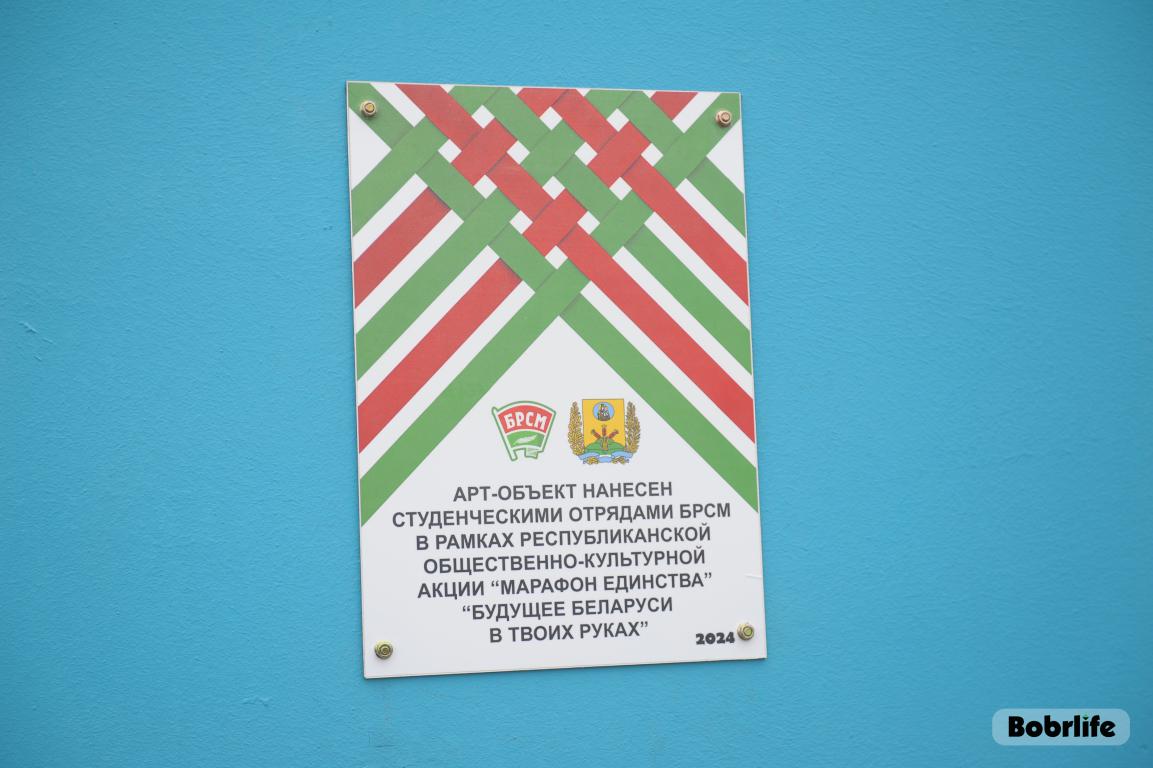 БРСМ
АРТ-ОБЪЕКТ НАНЕСЕН
СТУДЕНЧЕСКИМИ ОТРЯДАМИ БРСМ
В РАМКАХ РЕСПУБЛИКАНСКОЙ
ОБЩЕСТВЕННО-КУЛЬТУРНОЙ
АКЦИИ “МАРАФОН ЕДИНСТВА”
“БУДУЩЕЕ БЕЛАРУСИ
В ТВОИХ РУКАХ”
2024
Bobrlife